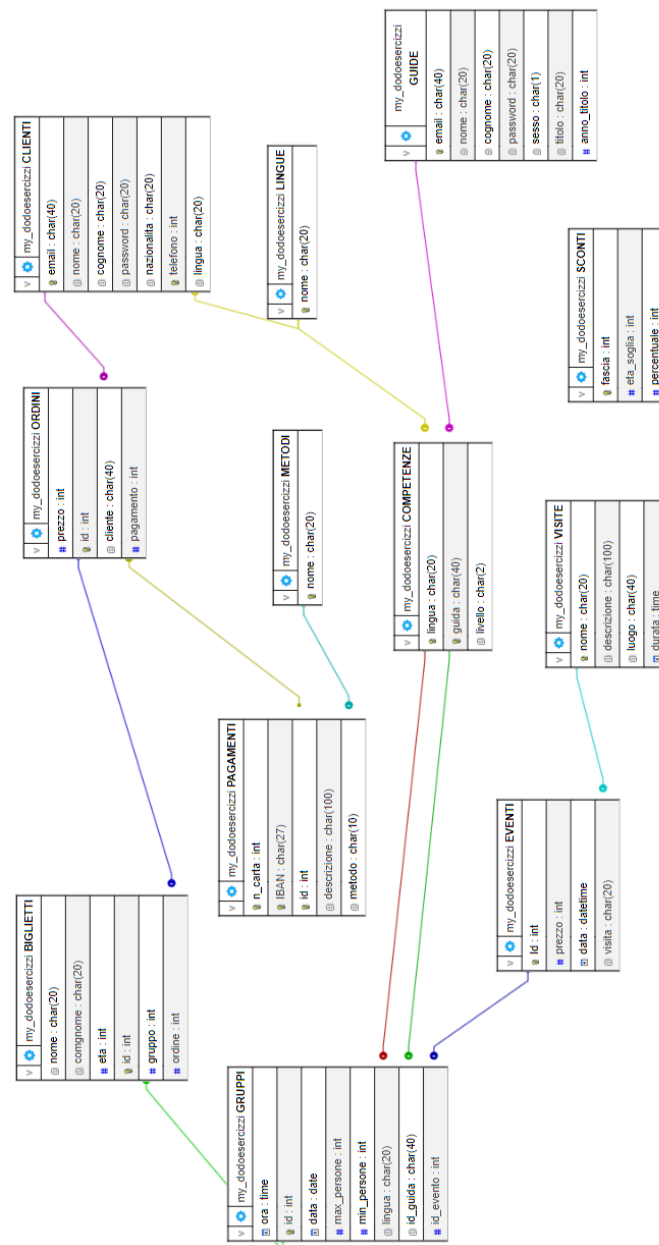 my_dodoesercizzi BIGLIETTI
nome : char(20)
comgnome : char(20)
eta : int
id : int
gruppo : int
ordine : int
my_dodoesercizzi ORDINI
prezzo : int
id : int
cliente : char(40)
pagamento : int
my_dodoesercizzi CLIENTI
email : char(40)
nome : char(20)
cognome : char(20)
password : char(20)
nazionalita : char(20)
telefono : int
lingua : char(20)
my_dodoesercizzi PAGAMENTI
n_carta : int
IBAN : char(27)
id : int
descrizione : char(100)
metodo : char(10)
my_dodoesercizzi METODI
nome : char(20)
my_dodoesercizzi LINGUE
nome : char(20)
my_dodoesercizzi GRUPPI
ora : time
id : int
data : date
max_persone : int
min_persone : int
lingua : char(20)
id_guida : char(40)
id_evento : int
my_dodoesercizzi COMPETENZE
lingua : char(20)
guida : char(40)
livello : char(2)
my_dodoesercizzi
GUIDE
email : char(40)
nome : char(20)
cognome : char(20)
password : char(20)
sesso : char(1)
titolo : char(20)
anno_titolo : int
my_dodoesercizzi EVENTI
Id : int
prezzo : int
data : datetime
visita : char(20)
my_dodoesercizzi VISITE
nome : char(20)
descrizione : char(100)
luogo : char(40)
durata : time
my_dodoesercizzi SCONTI
fascia : int
eta_soglia : int
percentuale : int